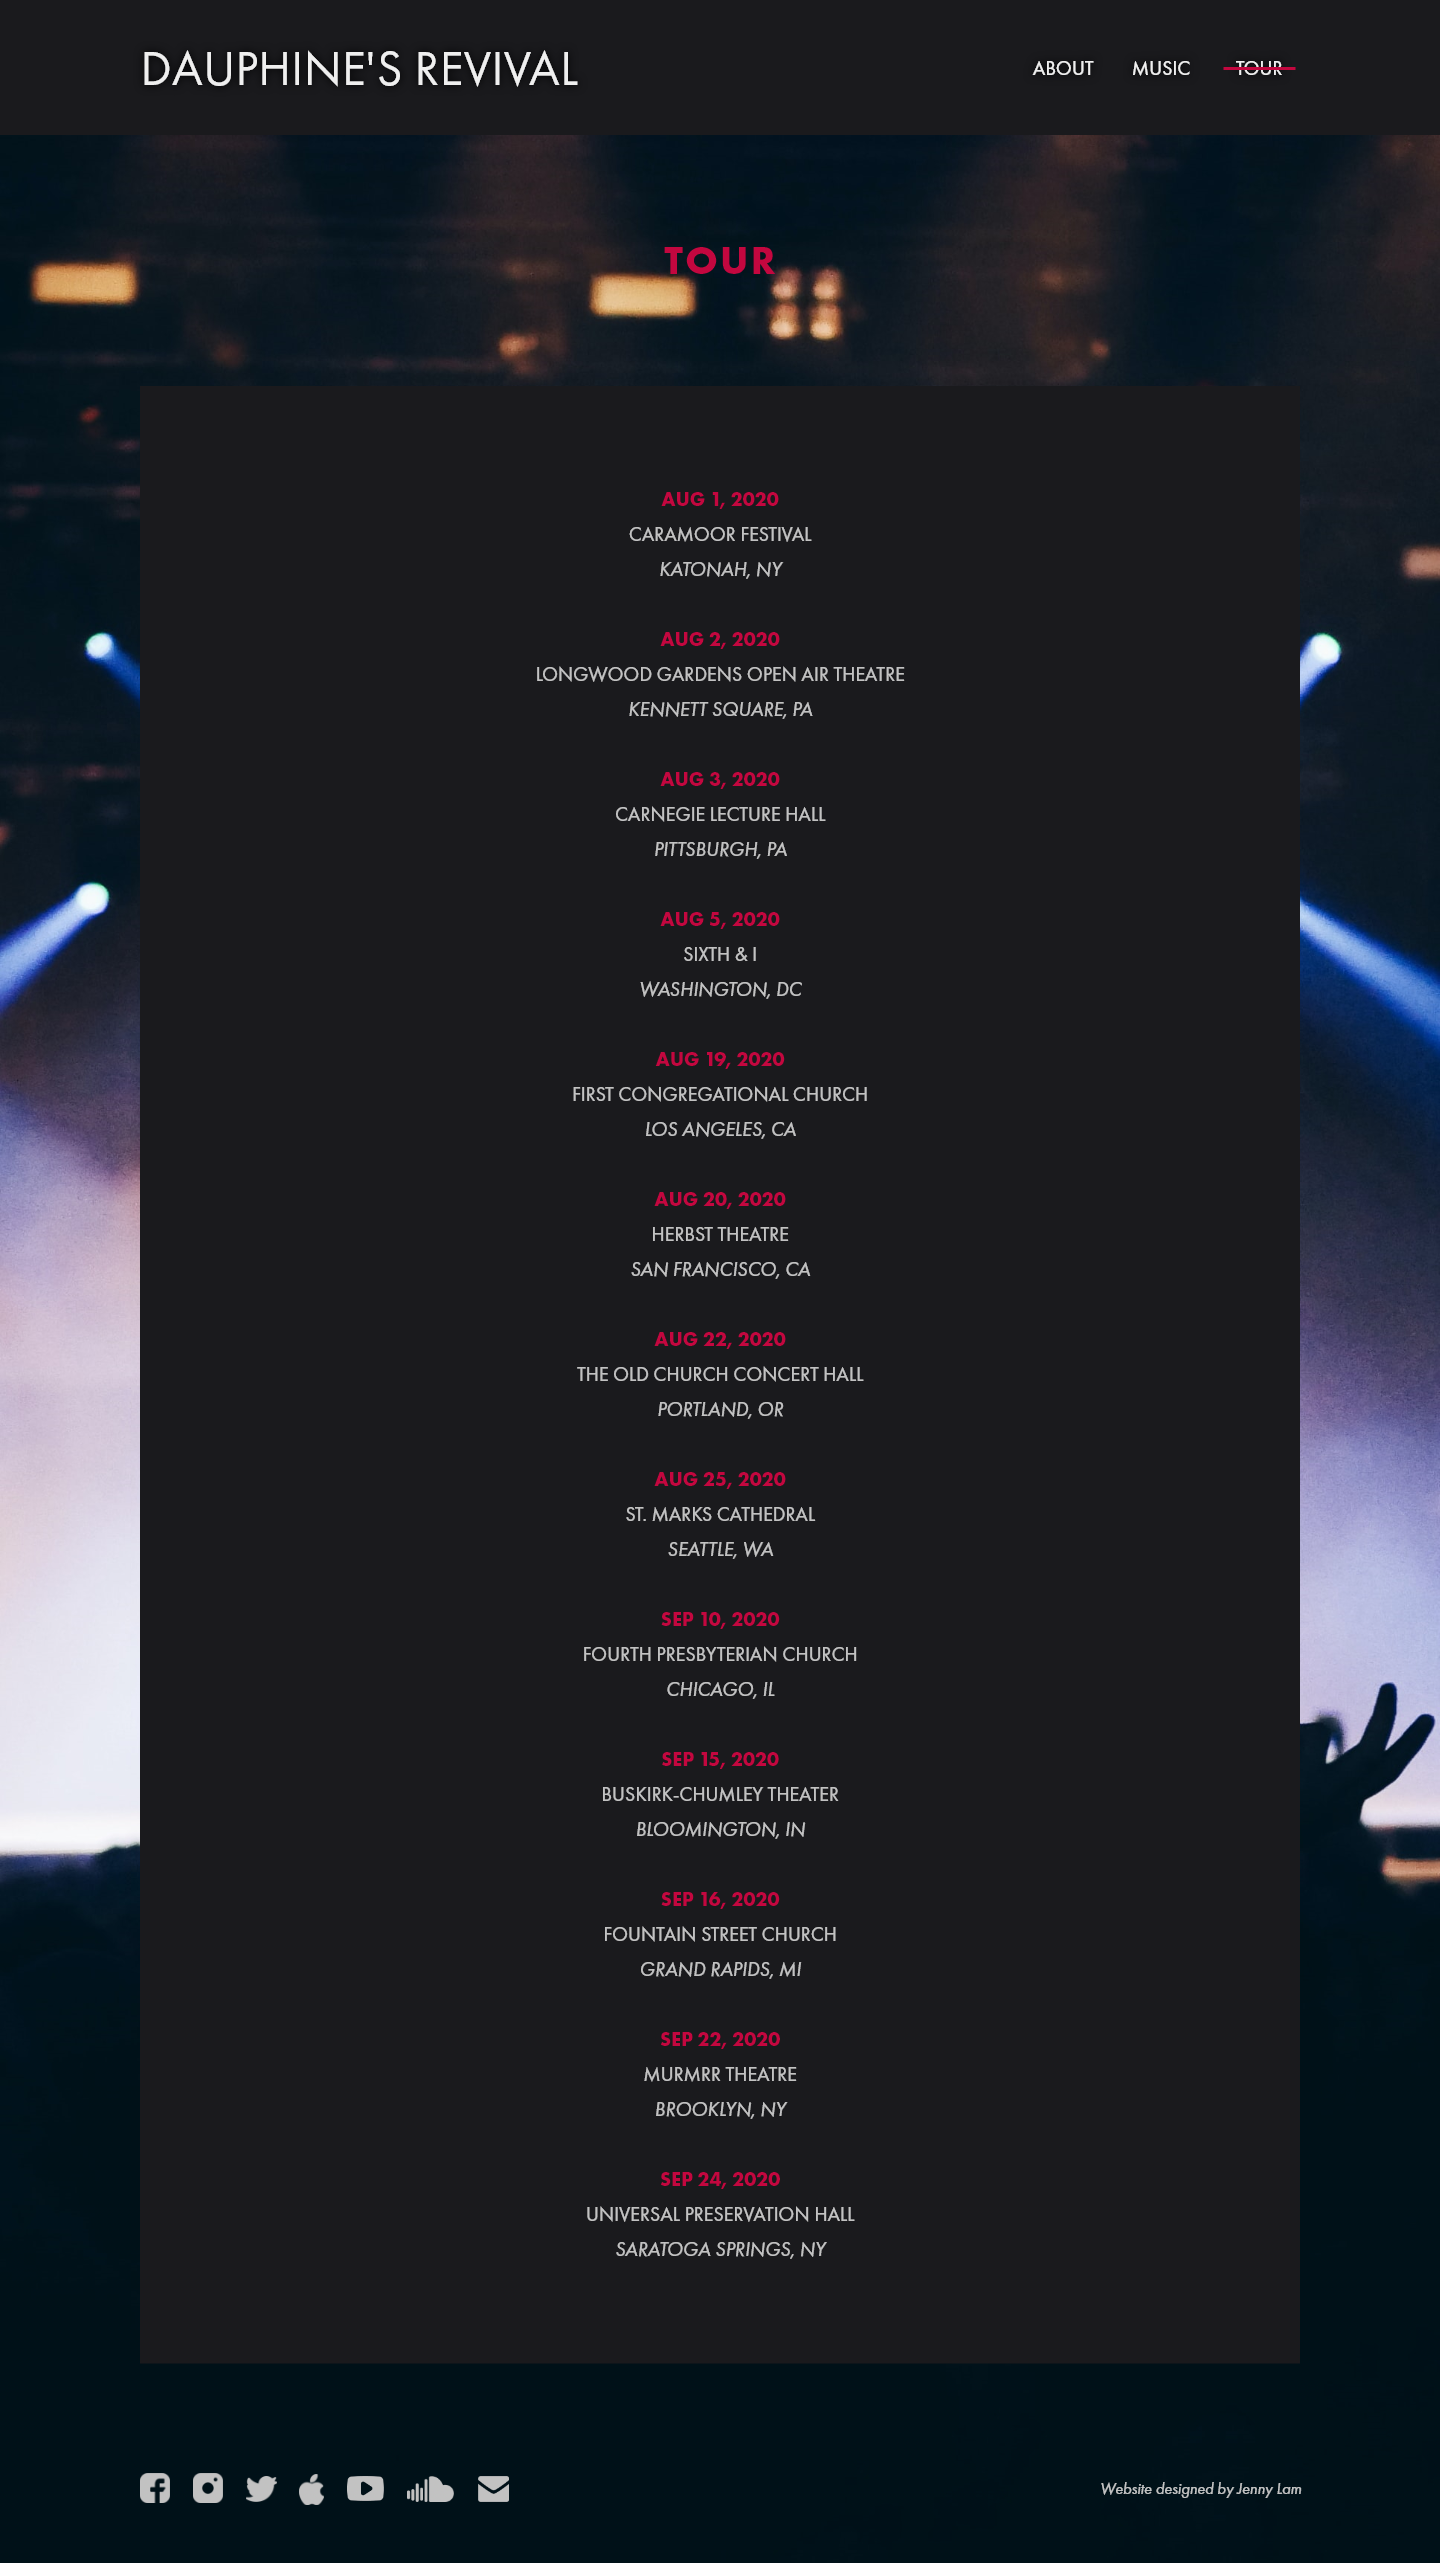 DAUPHINE'S REVIVAL
ABOUT MUSIC TOUR
TOUR
AUG 1, 2020
CARAMOOR FESTIVAL
KATONAH, NY
AUG 2, 2020
LONGWOOD GARDENS OPEN AIR THEATRE
KENNETT SQUARE, PA
AUG 3, 2020
CARNEGIE LECTURE HALL
PITTSBURGH, PA
AUG 5, 2020
SIXTH & I
WASHINGTON, DC
AUG 19, 2020
FIRST CONGREGATIONAL CHURCH
LOS ANGELES, CA
AUG 20, 2020
HERBST THEATRE
SAN FRANCISCO, CA
AUG 22, 2020
THE OLD CHURCH CONCERT HALL
PORTLAND, OR
AUG 25, 2020
ST. MARKS CATHEDRAL
SEATTLE, WA
SEP 10, 2020
FOURTH PRESBYTERIAN CHURCH
CHICAGO, IL
SEP 15, 2020
BUSKIRK-CHUMLEY THEATER
BLOOMINGTON, IN
SEP 16, 2020
FOUNTAIN STREET CHURCH
GRAND RAPIDS, MI
SEP 22, 2020
MURMRR THEATRE
BROOKLYN, NY
SEP 24, 2020
UNIVERSAL PRESERVATION HALL
SARATOGA SPRINGS, NY
Website designed by Jenny Lam